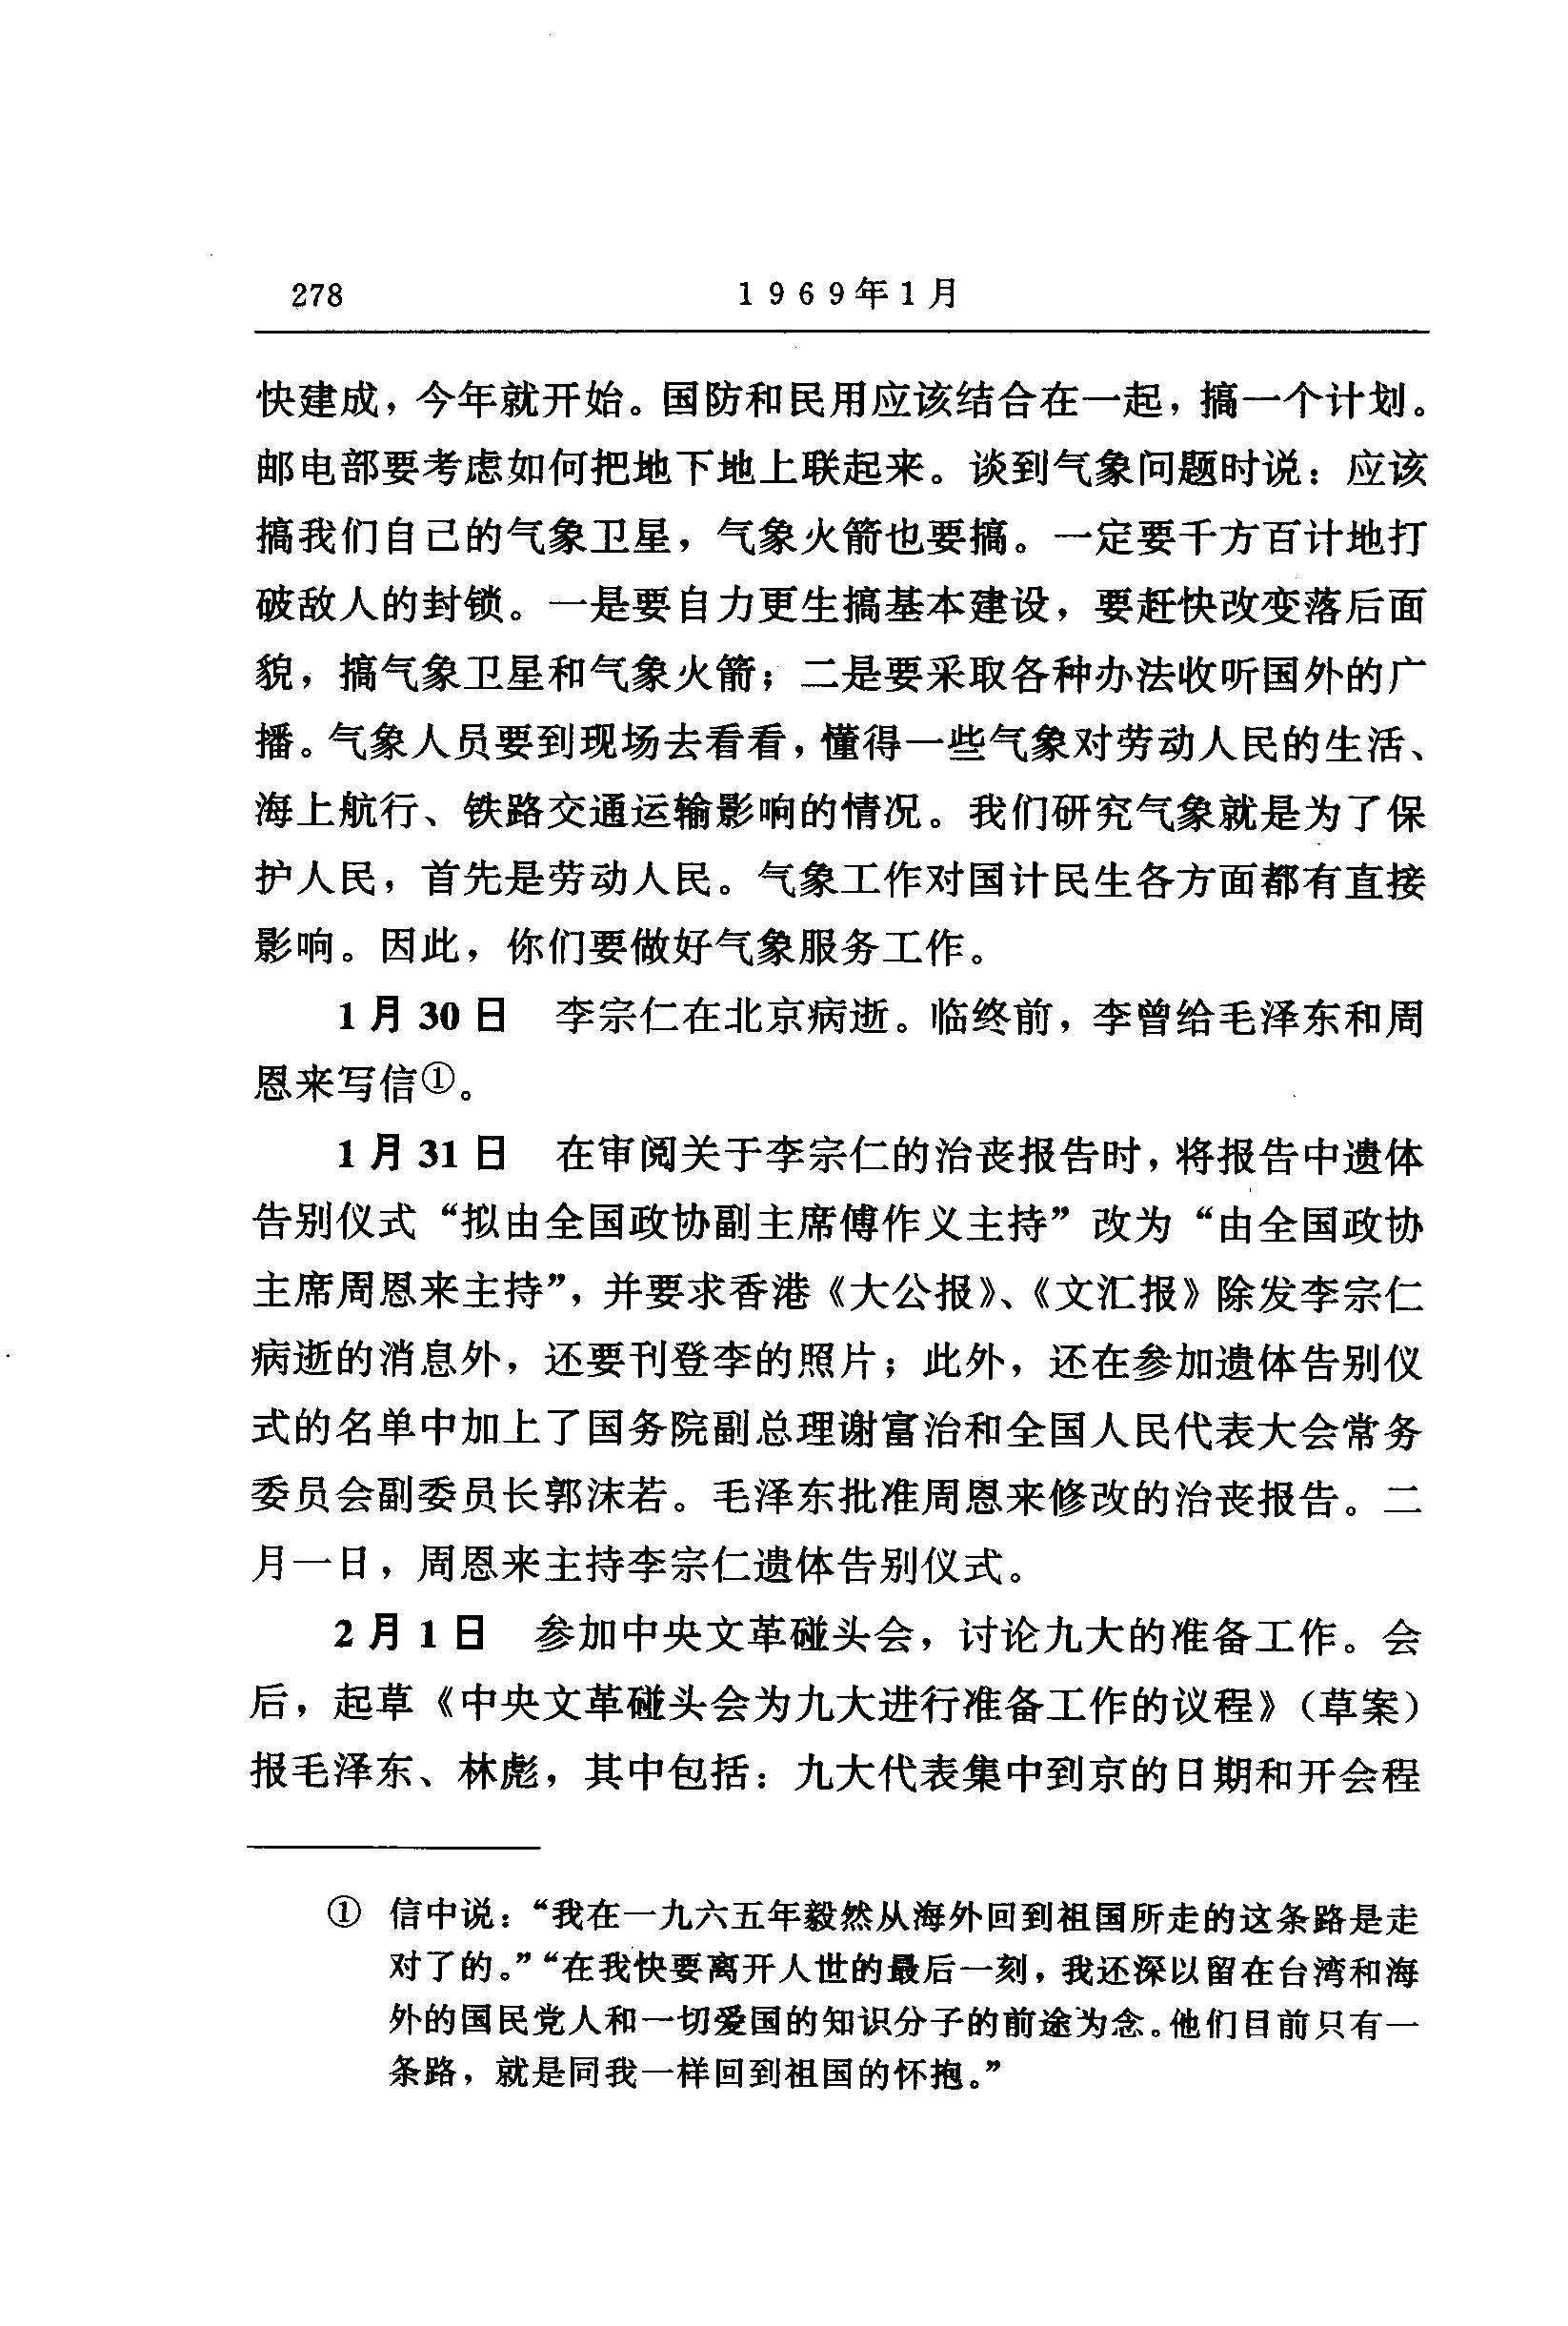 278 1969年1月
快建成，今年就开始。国防和民用应该结合在一起，搞一个计划。
邮电部要考虑如何把地下地上联起来。谈到气象问题时说：应该
搞我们自己的气象卫星，气象火箭也要搞。一定要千方百计地打
破敌人的封锁。一是要自力更生搞基本建设，要赶快改变落后面
貌，搞气象卫星和气象火箭；二是要采取各种办法收听国外的广
播。气象人员要到现场去看看，懂得一些气象对劳动人民的生活、
海上航行、铁路交通运输影响的情况。我们研究气象就是为了保
护人民，首先是劳动人民。气象工作对国计民生各方面都有直接
影响。因此，你们要做好气象服务工作。
1月30日 李宗仁在北京病逝。临终前，李曾给毛泽东和周
恩来写信①。
1月31日 在审阅关于李宗仁的治丧报告时，将报告中遗体
告别仪式“拟由全国政协副主席傅作义主持”改为“由全国政协
主席周恩来主持”，并要求香港《大公报》、《文汇报》除发李宗仁
病逝的消息外，还要刊登李的照片；此外，还在参加遗体告别仪
式的名单中加上了国务院副总理谢富治和全国人民代表大会常务
委员会副委员长郭沫若。毛泽东批准周恩来修改的治丧报告。二
月一日，周恩来主持李宗仁遗体告别仪式。
2月1日 参加中央文革碰头会，讨论九大的准备工作。会
后，起草《中央文革碰头会为九大进行准备工作的议程》（草案）
报毛泽东、林彪，其中包括：九大代表集中到京的日期和开会程
① 信中说：“我在一九六五年毅然从海外回到祖国所走的这条路是走
对了的。”“在我快要离开人世的最后一刻，我还深以留在台湾和海
外的国民党人和一切爱国的知识分子的前途为念。他们目前只有一
条路，就是同我一样回到祖国的怀抱。”